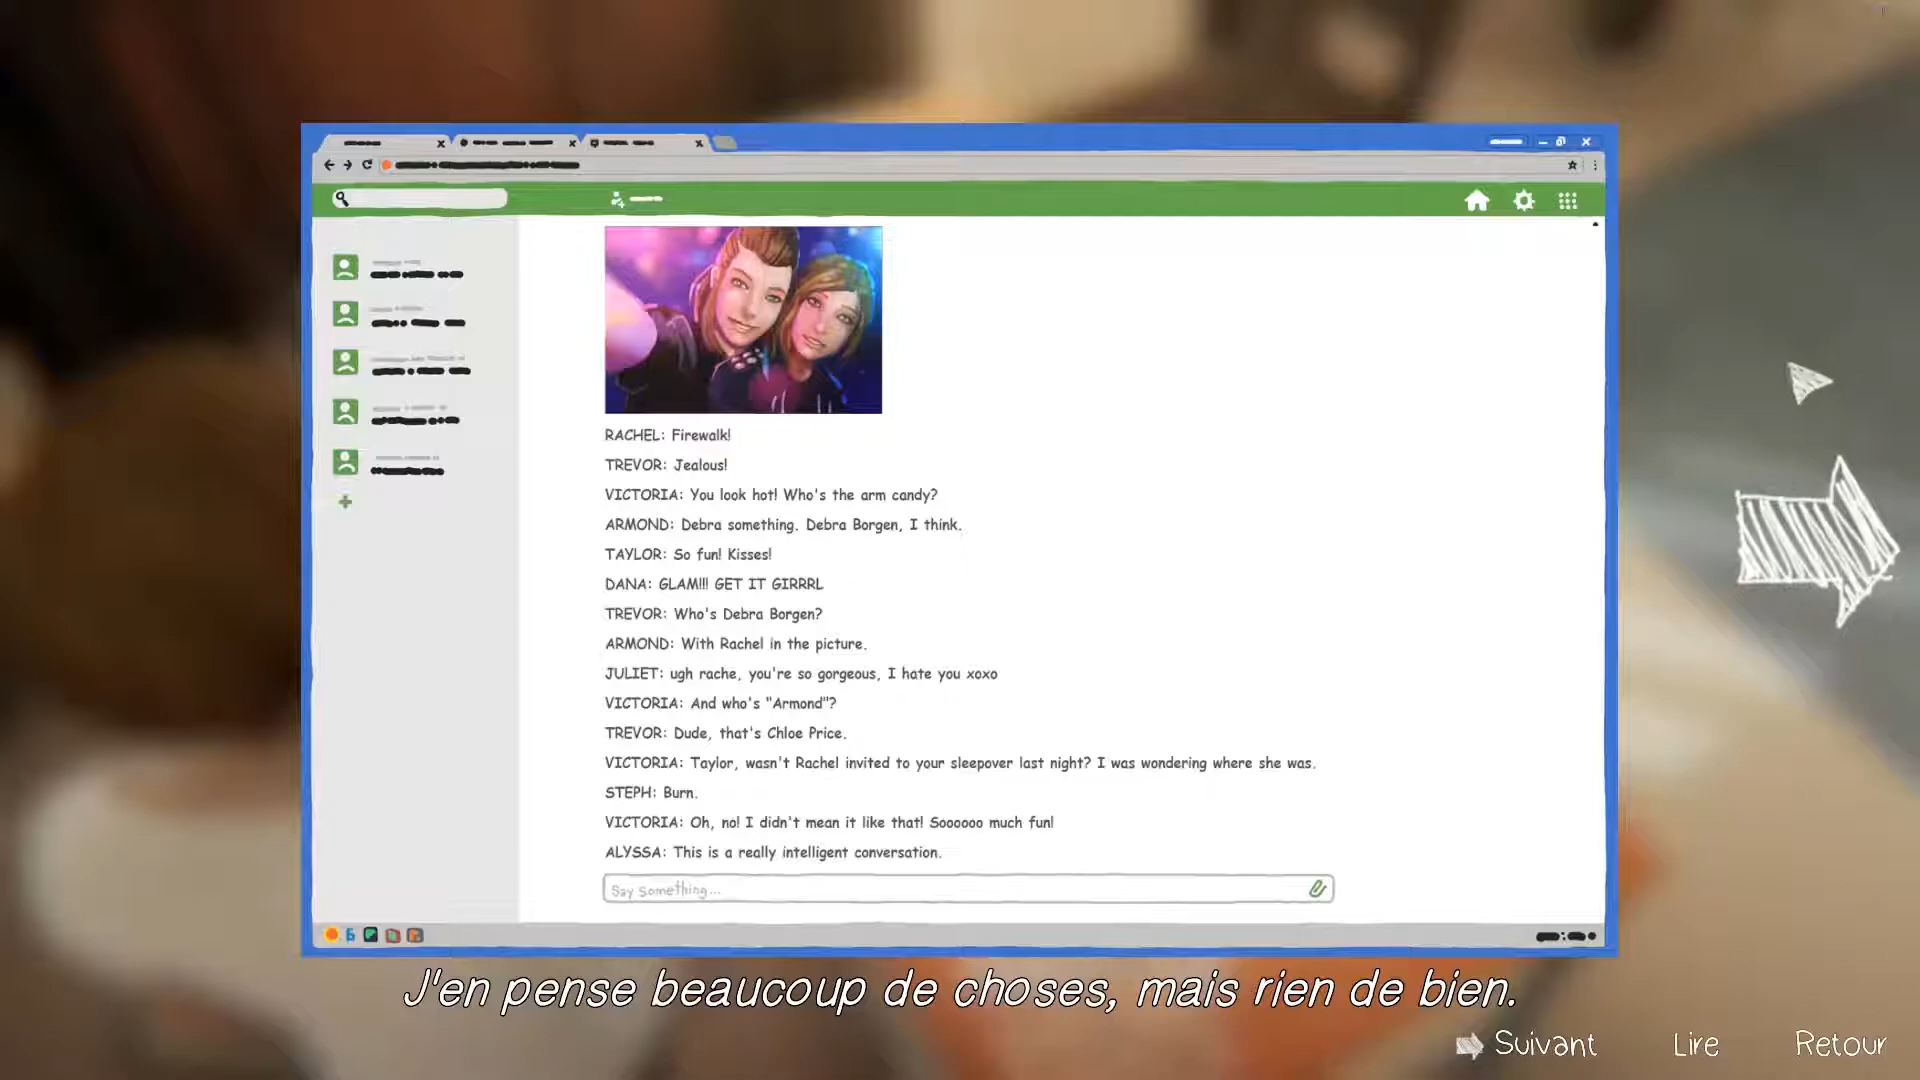 RACHEL: Firewalk!
TREVOR: Jealous!
VICTORIA: You look hot! Who's the arm candy?
ARMOND: Debra something. Debra Borgen, I think.
TAYLOR: So fun! Kisses!
DANA: GLAM!!! GET IT GIRRRL
TREVOR: Who's Debra Borgen?
ARMOND: With Rachel in the picture.
JULIET: ugh rache, you're so gorgeous, I hate you xoxo
VICTORIA: And who's "Armond"?
TREVOR: Dude, that's Chloe Price.
VICTORIA: Taylor, wasn't Rachel invited to your sleepover last night? I was wondering where she was.
STEPH: Burn.
VICTORIA: Oh, no! I didn't mean it like that! Soooooo much fun!
ALYSSA: This is a really intelligent conversation.
Say Something...
J'en pense beaucoup de choses, mais rien de bien.
Suivant Lire Retour